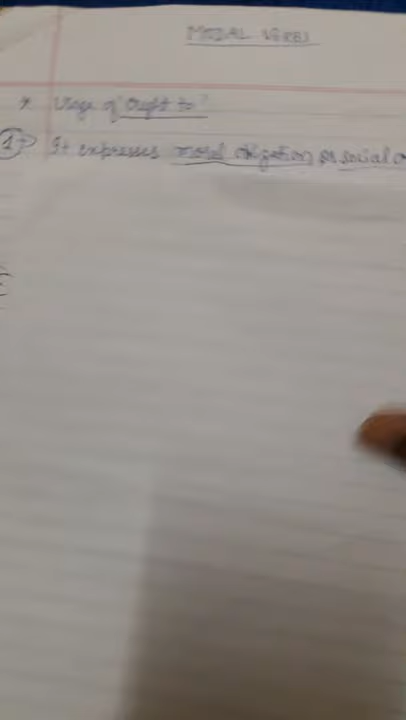 MODAL VERBS
* Usage of 'Ought to'
1 It expresses moral obligation or social